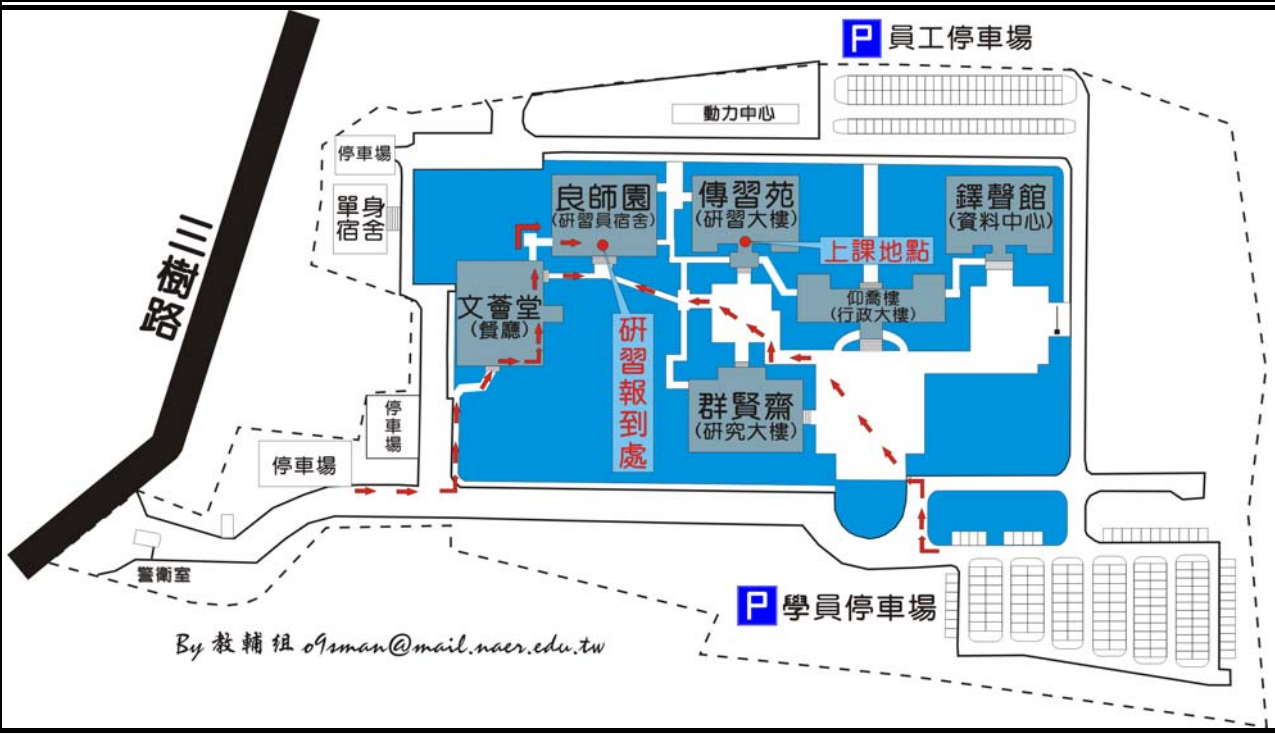 P 員工停車場
動力中心
停車場
單身
宿舍
良師園
(研習員宿舍)
傳習苑
(研習大樓)
鐸聲館
(資料中心)
上課地點
三樹路
文薈堂
(餐廳)
仰喬樓
(行政大樓)
研習報到處
群賢齋
(研究大樓)
停車場
停車場
警衛室
P 學員停車場
By 教輔組 o9sman@mail.naer.edu.tw